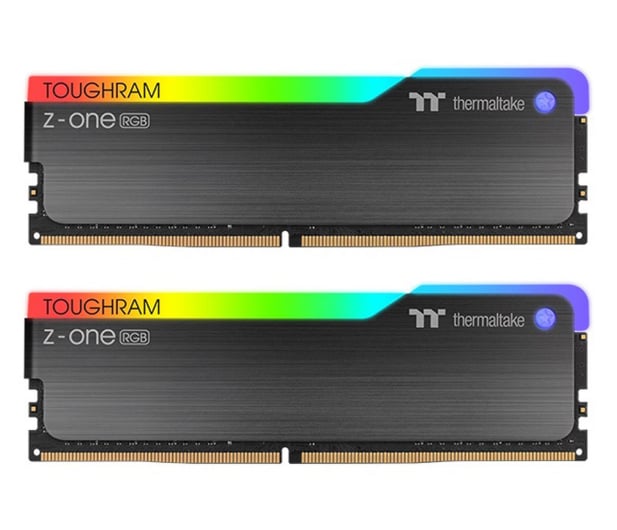 TOUGHRAM
Z-ONE RGB
thermaltake
TOUGHRAM
Z-ONE RGB
thermaltake